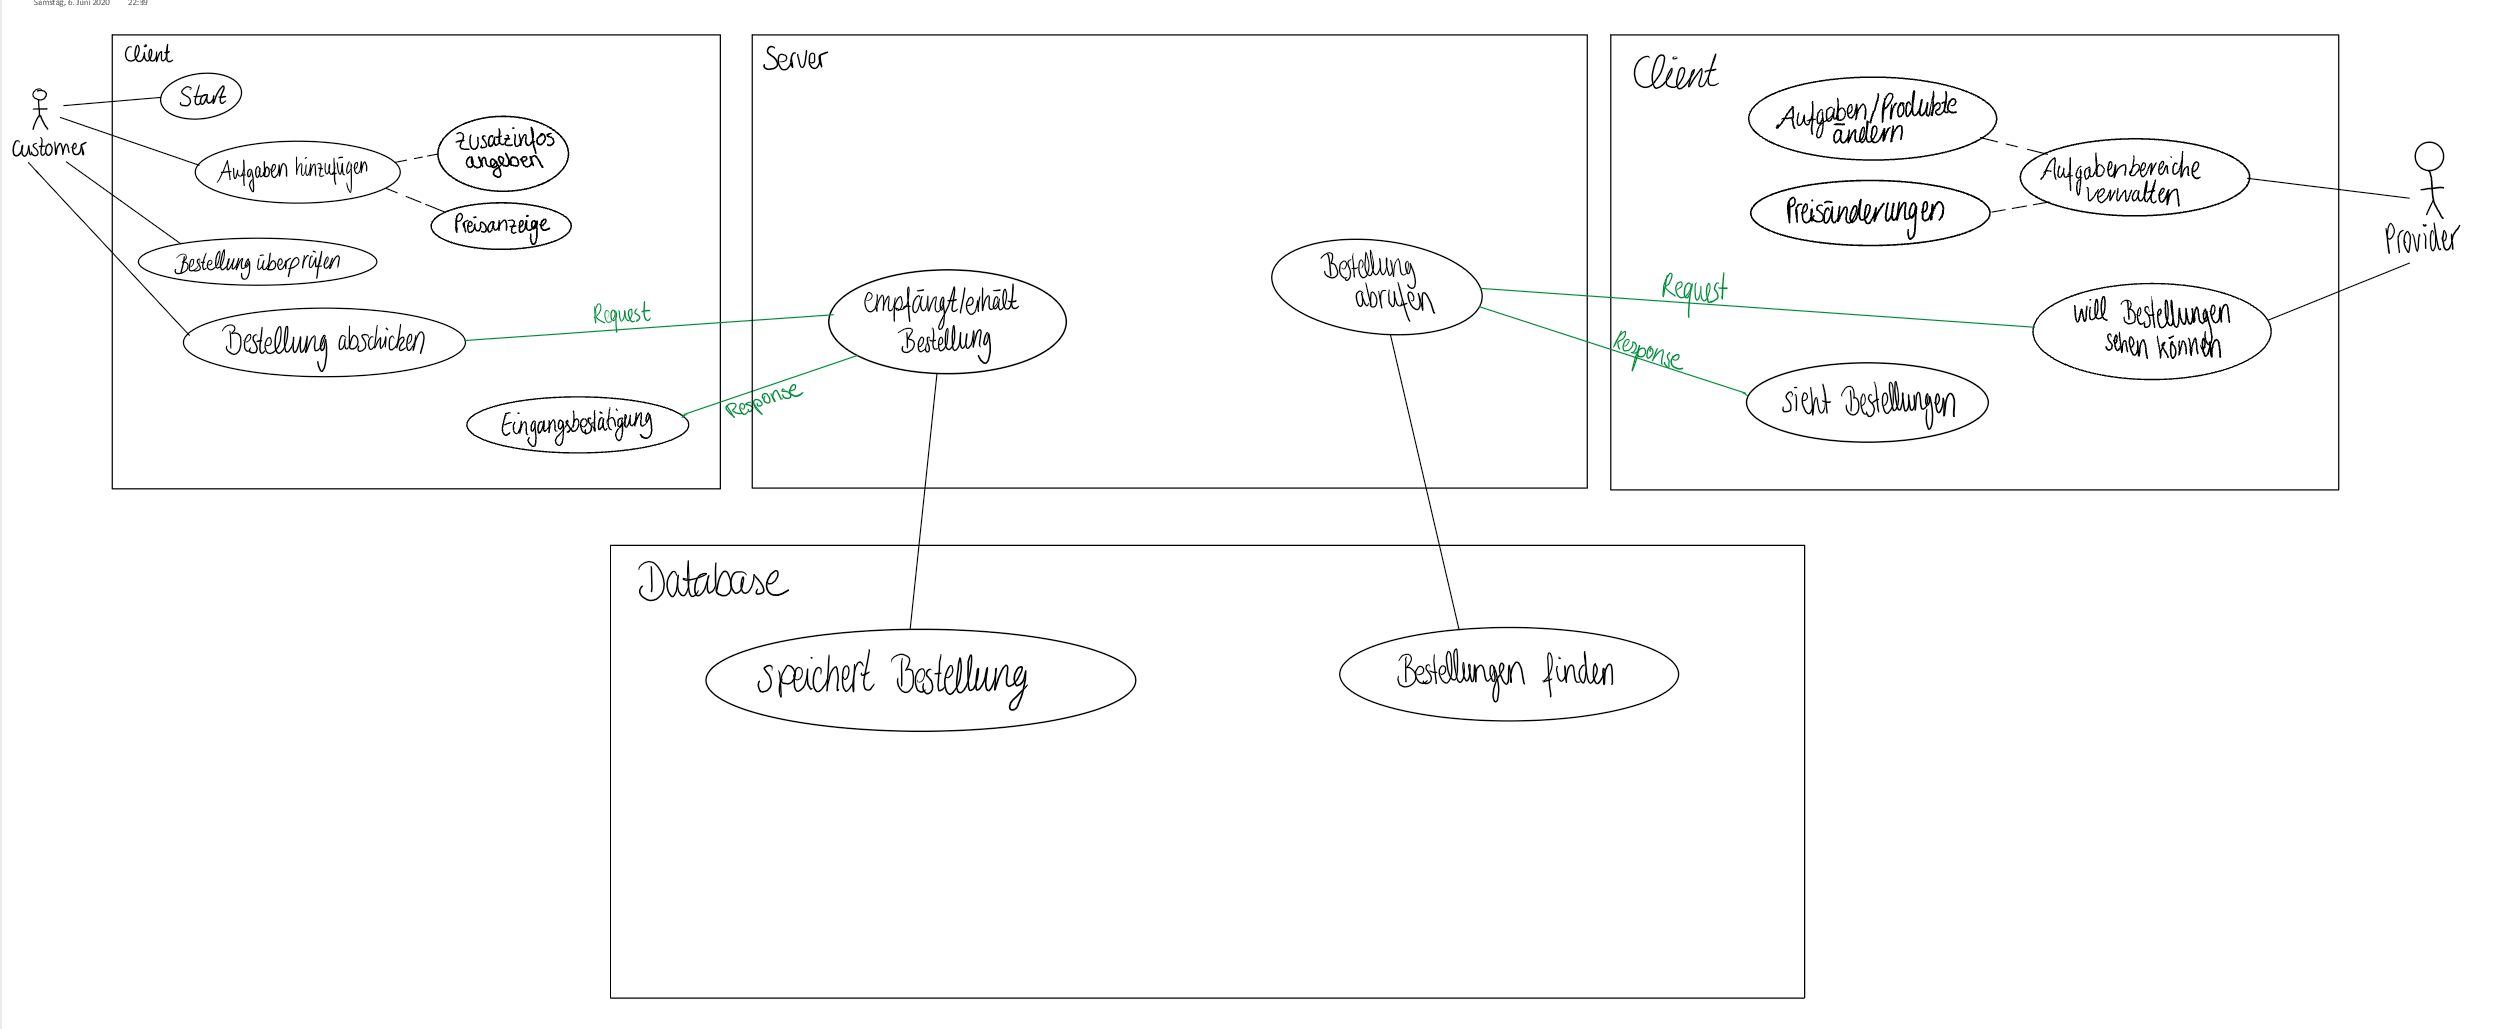 Samstag, 6. Juni 2020 22:39
Client
Start
Customer
Aufgaben hinzufügen
Zusatzinfos
angeben
Preisanzeige
Bestellung überprüfen
Bestellung abschicken
Request
Eingangsbestätigung
Response
Server
empfängt/erhält
Bestellung
Bestellung
abrufen
Client
Aufgaben/Produkte
ändern
Aufgabenbereiche
verwalten
Preisänderungen
Provider
Request
will Bestellungen
sehen können
Response
sieht Bestellungen
Database
speichert Bestellung
Bestellungen finden